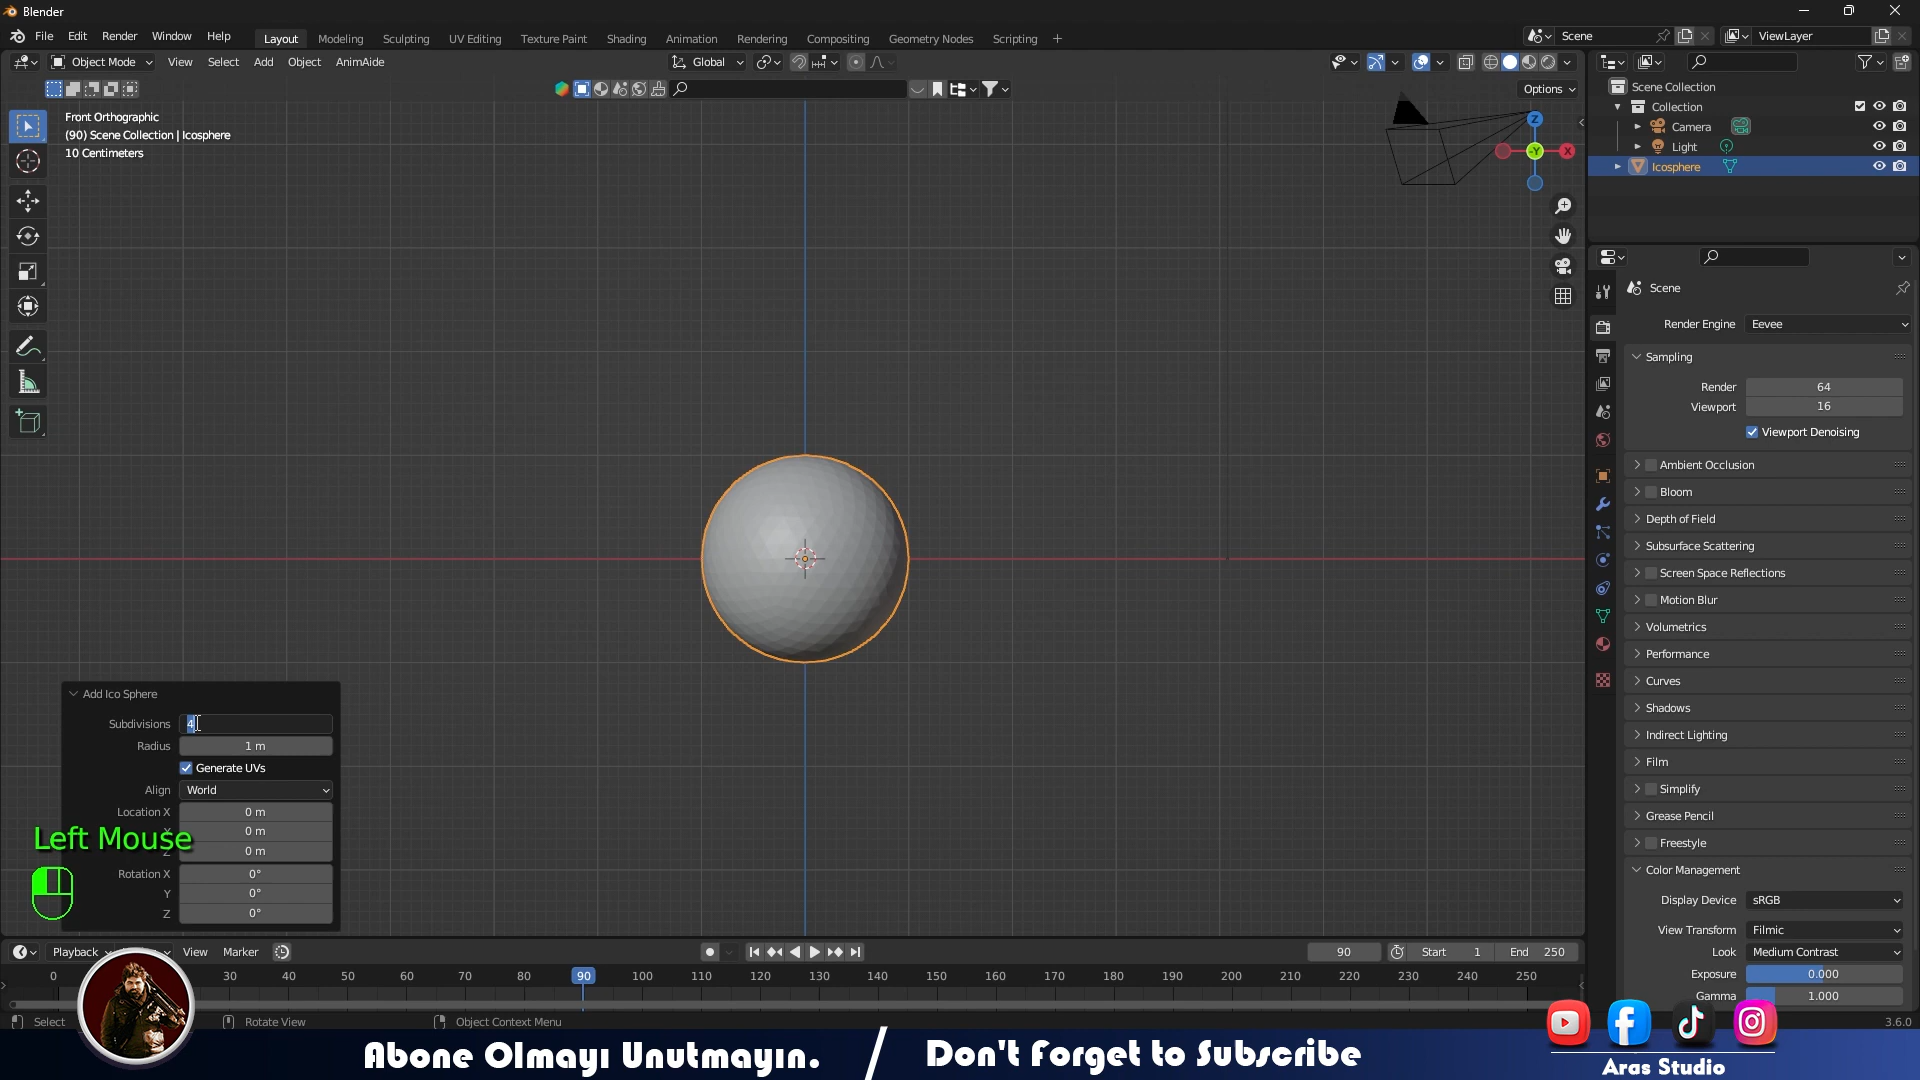 Blender
File Edit Render Window Help
Layout Modeling Sculpting UV Editing Texture Paint Shading Animation Rendering Compositing Geometry Nodes Scripting +
Scene
ViewLayer
Object Mode View Select Add Object AnimAide
Global
Options
Front Orthographic
(90) Scene Collection | Icosphere
10 Centimeters
Z
-Y
X
Scene Collection
Collection
Camera
Light
Icosphere
Scene
Render Engine Eevee
Sampling
Render 64
Viewport 16
Viewport Denoising
Ambient Occlusion
Bloom
Depth of Field
Subsurface Scattering
Screen Space Reflections
Motion Blur
Volumetrics
Performance
Curves
Shadows
Indirect Lighting
Film
Simplify
Grease Pencil
Freestyle
Color Management
Display Device sRGB
View Transform Filmic
Look Medium Contrast
Exposure 0.000
Gamma 1.000
Add Ico Sphere
Subdivisions 4
Radius 1 m
Generate UVs
Align World
Location X 0 m
0 m
Z 0 m
Left Mouse
Rotation X 0°
Y 0°
Z 0°
Playback View Marker
90 Start 1 End 250
0 30 40 50 60 70 80 90 100 110 120 130 140 150 160 170 180 190 200 210 220 230 240 250
Select Rotate View Object Context Menu
3.6.0
Abone Olmayı Unutmayın. / Don't Forget to Subscribe
Aras Studio